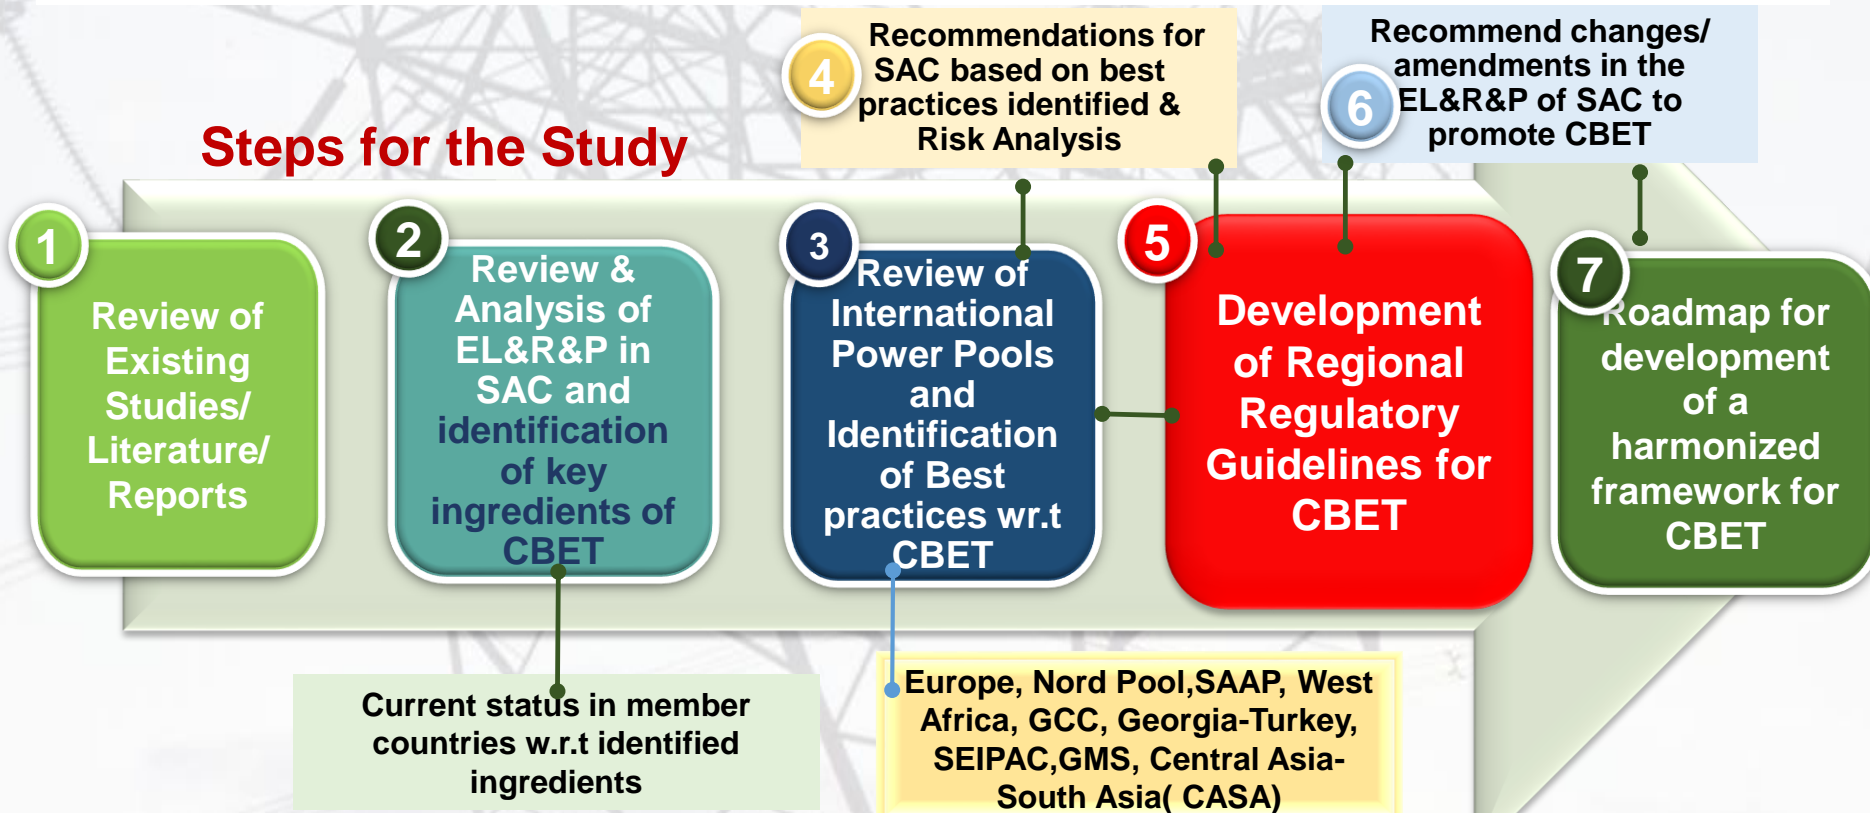 Steps for the Study
1
Review of
Existing
Studies/
Literature/
Reports
2
Review &
Analysis of
EL&R&P in
SAC and
identification
of key
ingredients of
CBET
Current status in member
countries w.r.t identified
ingredients
3
Review of
International
Power Pools
and
Identification
of Best
practices wr.t
CBET
Europe, Nord Pool,SAAP, West
Africa, GCC, Georgia-Turkey,
SEIPAC,GMS, Central Asia-
South Asia( CASA)
4
Recommendations for
SAC based on best
practices identified &
Risk Analysis
5
Development
of Regional
Regulatory
Guidelines for
CBET
6
Recommend changes/
amendments in the
EL&R&P of SAC to
promote CBET
7
Roadmap for
development
of a
harmonized
framework for
CBET